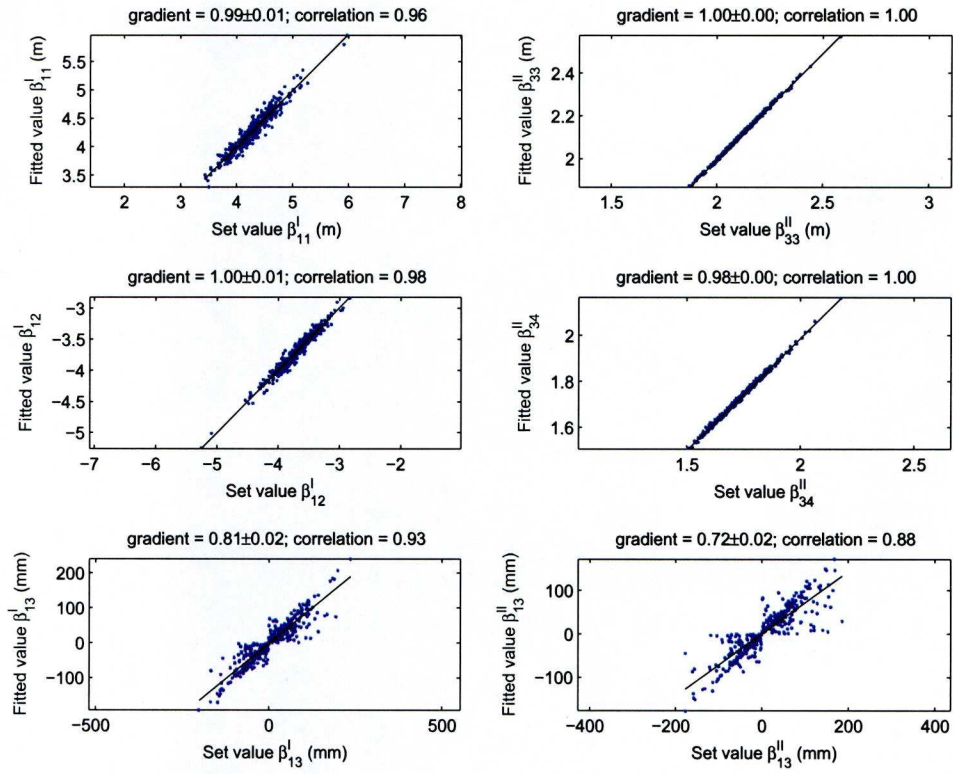 gradient = 0.99±0.01; correlation = 0.96
Fitted value β^I_11 (m)
5.5
4.5
3.5
2 3 4 5 6 7 8
Set value β^I_11 (m)
gradient = 1.00±0.00; correlation = 1.00
Fitted value β^II_33 (m)
2.4
2.2
2
1.5 2 2.5 3
Set value β^II_33 (m)
gradient = 1.00±0.01; correlation = 0.98
Fitted value β^I_12
−3
−3.5
−4
−4.5
−5
−7 −6 −5 −4 −3 −2
Set value β^I_12
gradient = 0.98±0.00; correlation = 1.00
Fitted value β^II_34
2
1.8
1.6
1.5 2 2.5
Set value β^II_34
gradient = 0.81±0.02; correlation = 0.93
Fitted value β^I_13 (mm)
200
100
0
−100
−500 0 500
Set value β^I_13 (mm)
gradient = 0.72±0.02; correlation = 0.88
Fitted value β^II_13 (mm)
100
0
−100
−400 −200 0 200 400
Set value β^II_13 (mm)